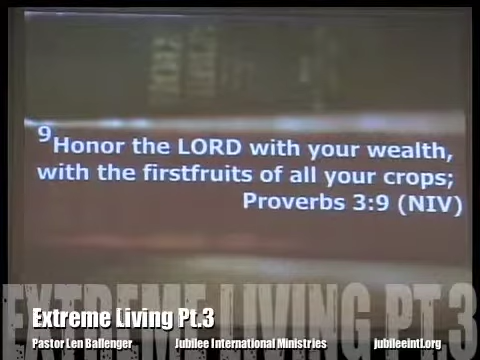 9Honor the LORD with your wealth,
with the firstfruits of all your crops;
Proverbs 3:9 (NIV)
EXTREME LIVING PT 3
Extreme Living Pt.3
Pastor Len Ballenger Jubilee International Ministries jubileeintl.org